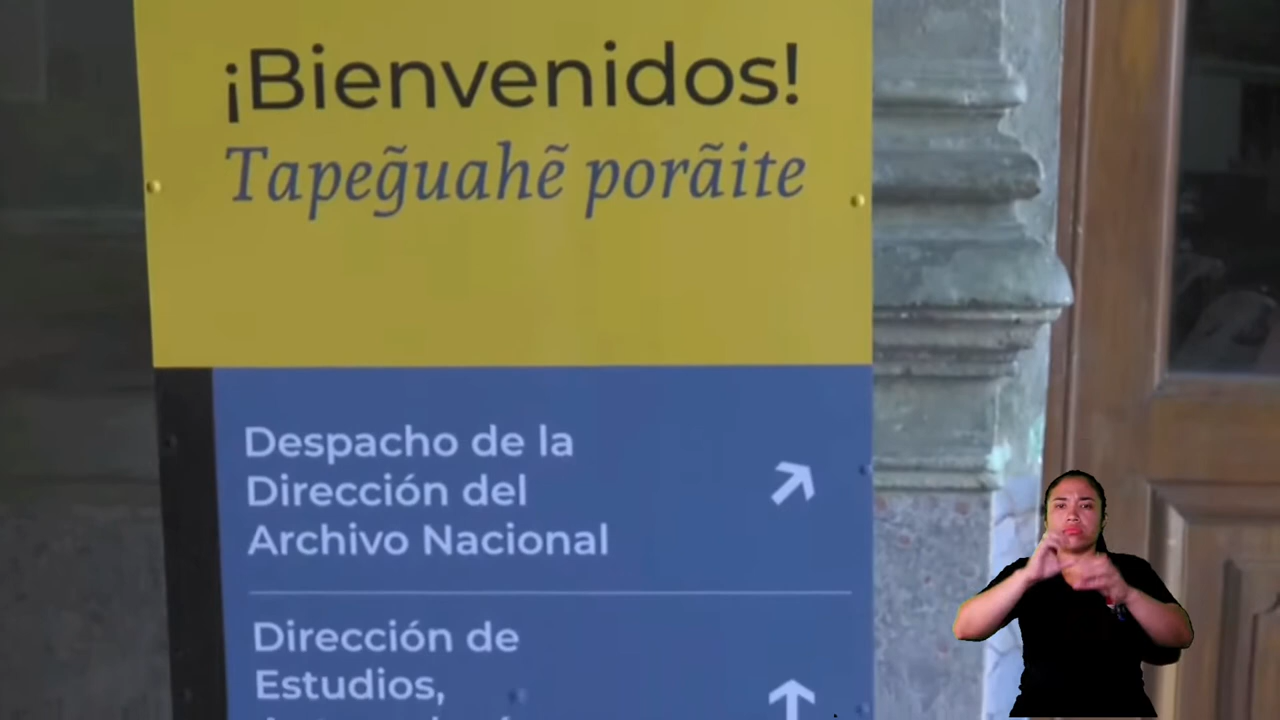 ¡Bienvenidos!
Tapeg̃uahẽ porãite
Despacho de la
Dirección del
Archivo Nacional
Dirección de
Estudios,